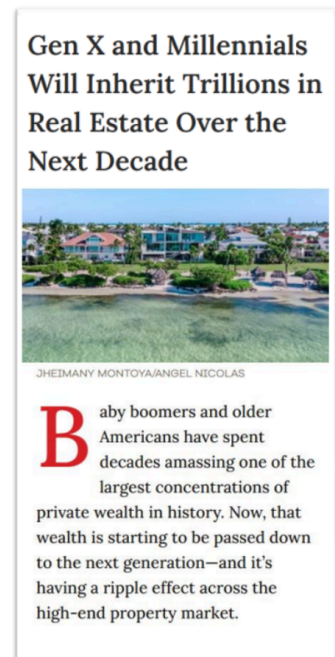 Gen X and Millennials
Will Inherit Trillions in
Real Estate Over the
Next Decade
JHEIMANY MONTOYA/ANGEL NICOLAS
Baby boomers and older
Americans have spent
decades amassing one of the
largest concentrations of
private wealth in history. Now, that
wealth is starting to be passed down
to the next generation—and it’s
having a ripple effect across the
high-end property market.